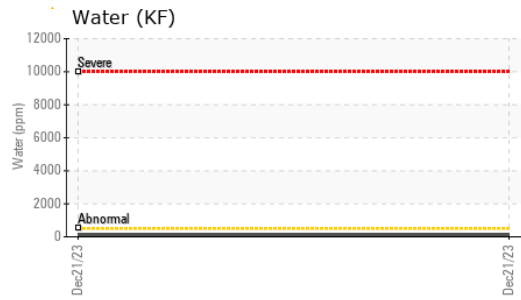 Water (KF)
12000
10000
8000
6000
4000
2000
0
Water (ppm)
Severe
Abnormal
Dec21/23
Dec21/23